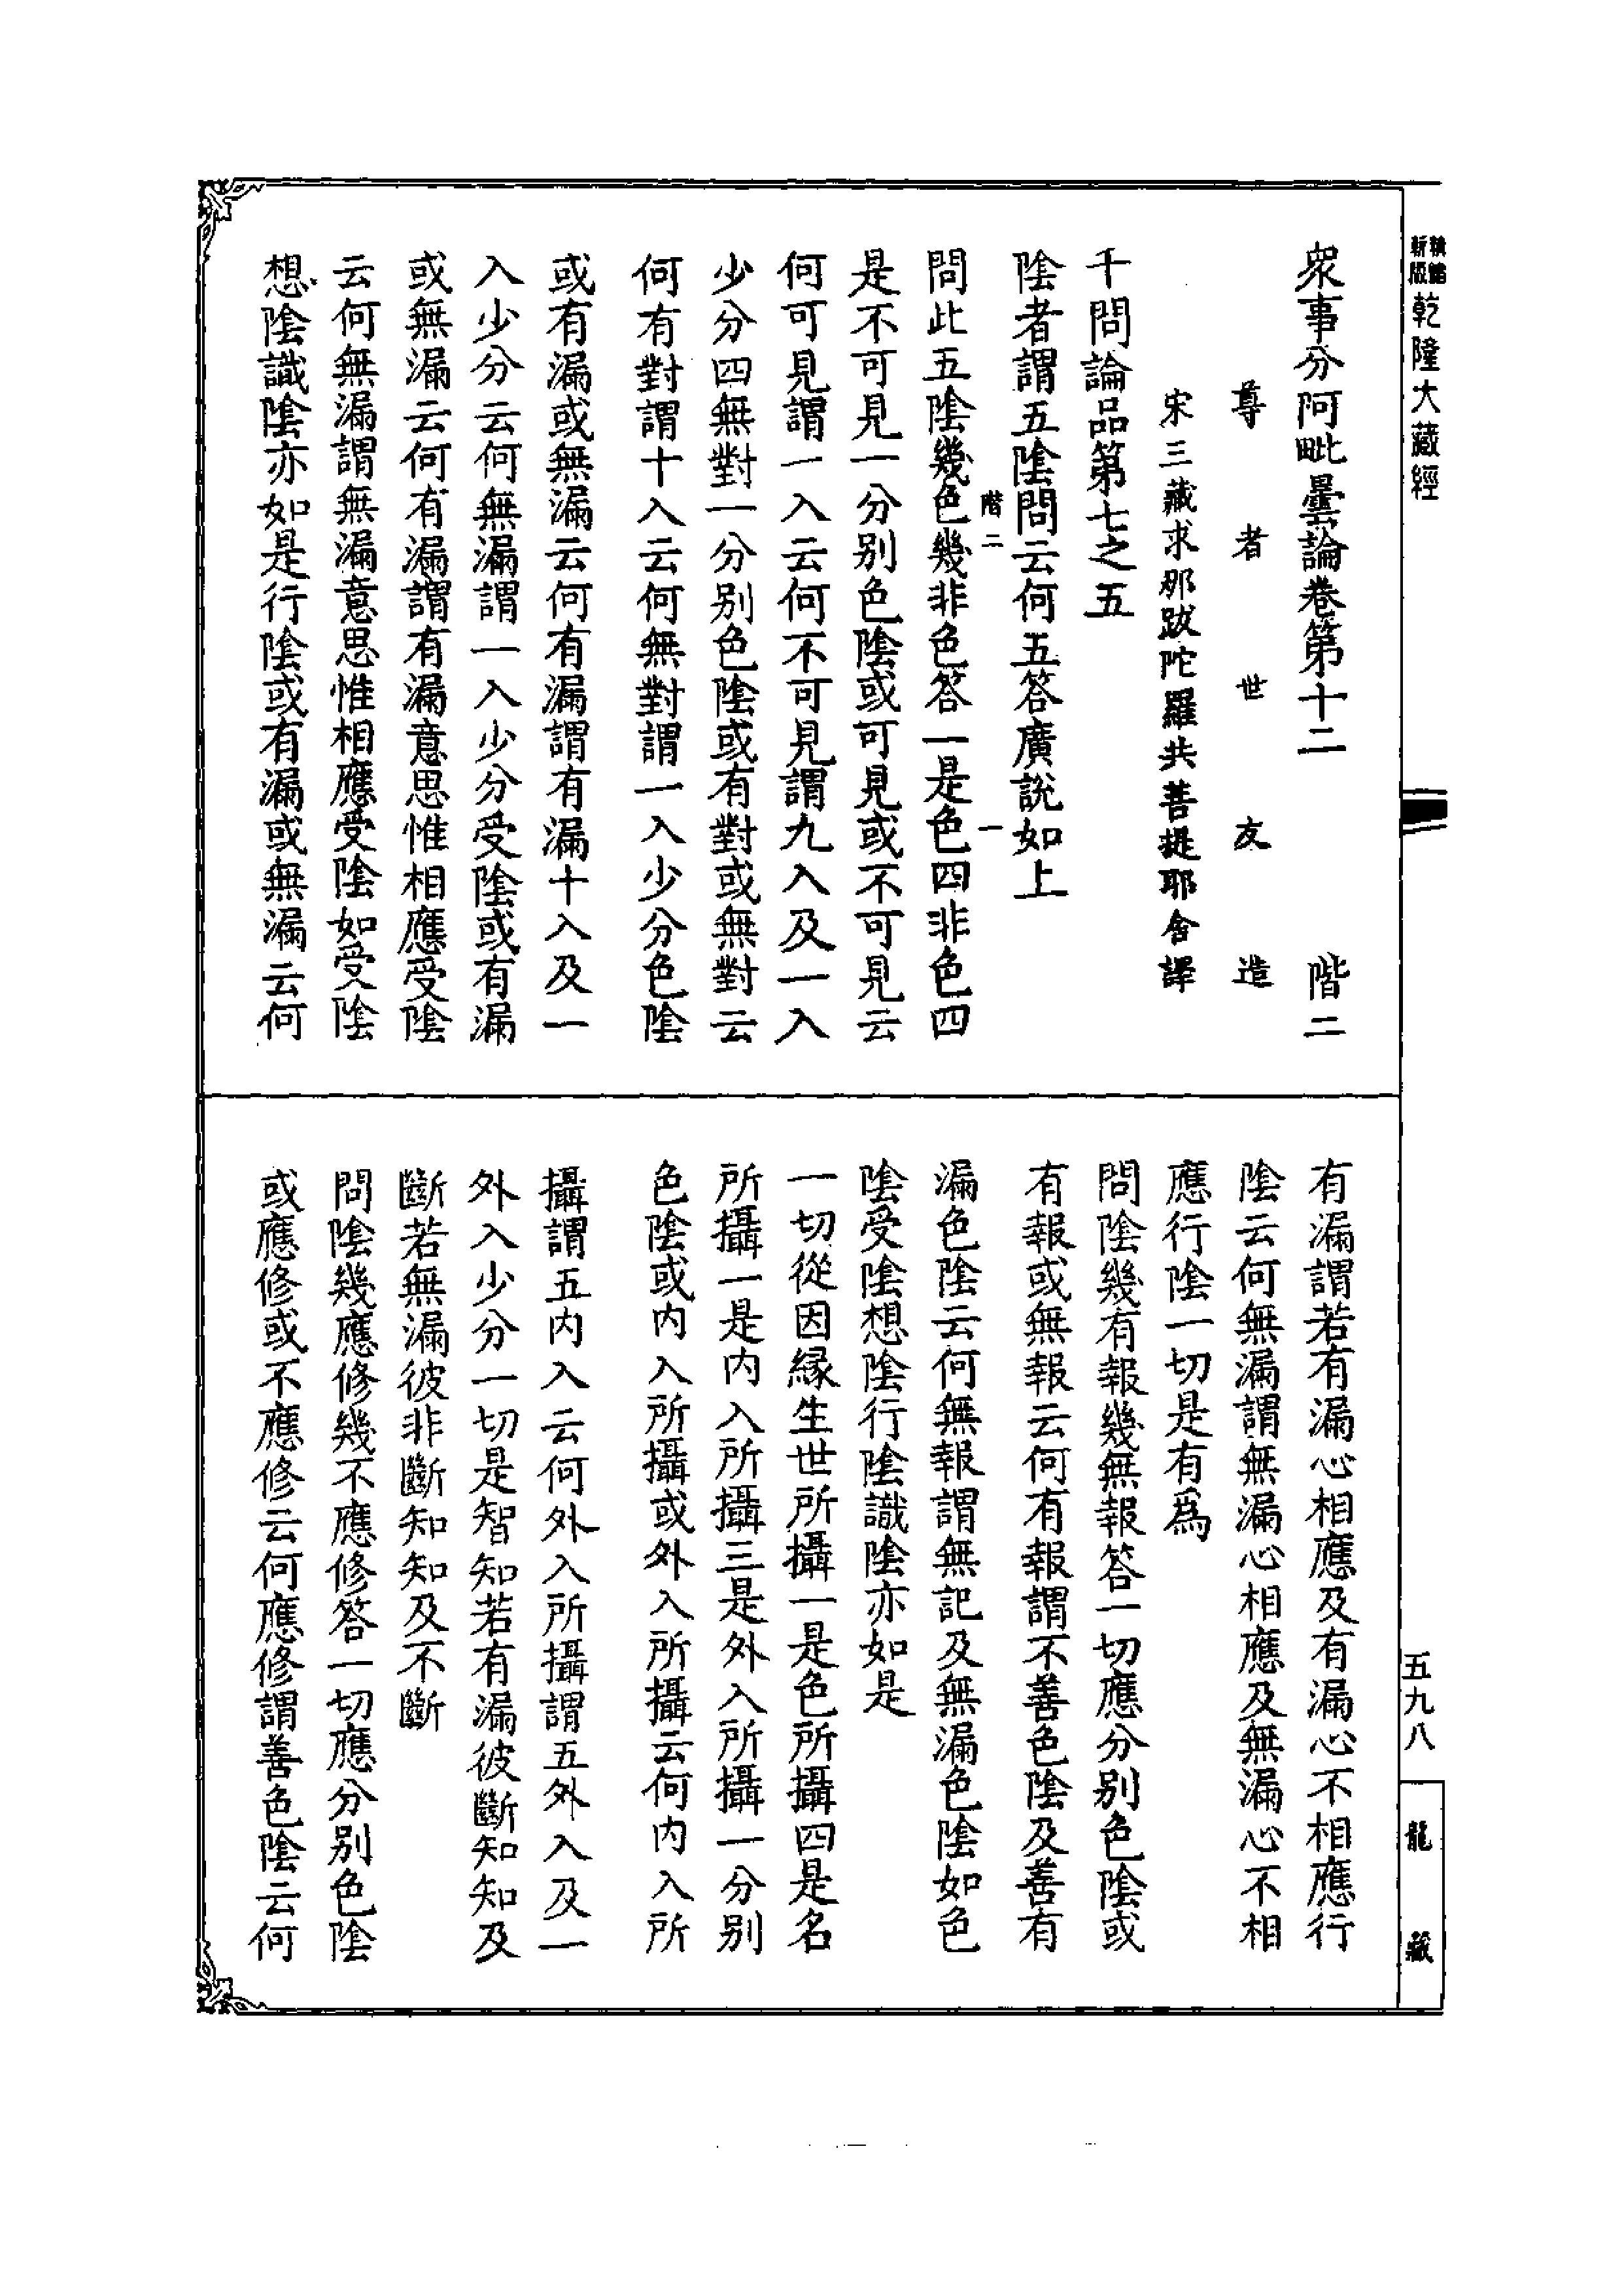 新版
乾隆大藏經
衆事分阿毗曇論卷第十二 階二
尊者世友造
宋三藏求那跋陀羅共菩提耶舍譯
千問論品第七之五
陰者謂五陰問云何五答廣說如上
階二 一
問此五陰幾色幾非色答一是色四非色四
是不可見一分別色陰或可見或不可見云
何可見謂一入云何不可見謂九入及一入
少分四無對一分別色陰或有對或無對云
何有對謂十入云何無對謂一入少分色陰
或有漏或無漏云何有漏謂有漏十入及一
入少分云何無漏謂一入少分受陰或有漏
或無漏云何有漏謂有漏意思惟相應受陰
云何無漏謂無漏意思惟相應受陰如受陰
想陰識陰亦如是行陰或有漏或無漏云何
有漏謂若有漏心相應及有漏心不相應行
陰云何無漏謂無漏心相應及無漏心不相
應行陰一切是有爲
問陰幾有報幾無報答一切應分別色陰或
有報或無報云何有報謂不善色陰及善有
漏色陰云何無報謂無記及無漏色陰如色
陰受陰想陰行陰識陰亦如是
一切從因緣生世所攝一是色所攝四是名
所攝一是內入所攝三是外入所攝一分別
色陰或內入所攝或外入所攝云何內入所
攝謂五內入云何外入所攝謂五外入及一
外入少分一切是智知若有漏彼斷知知及
斷若無漏彼非斷知知及不斷
問陰幾應修幾不應修答一切應分別色陰
或應修或不應修云何應修謂善色陰云何
五九八
龍藏